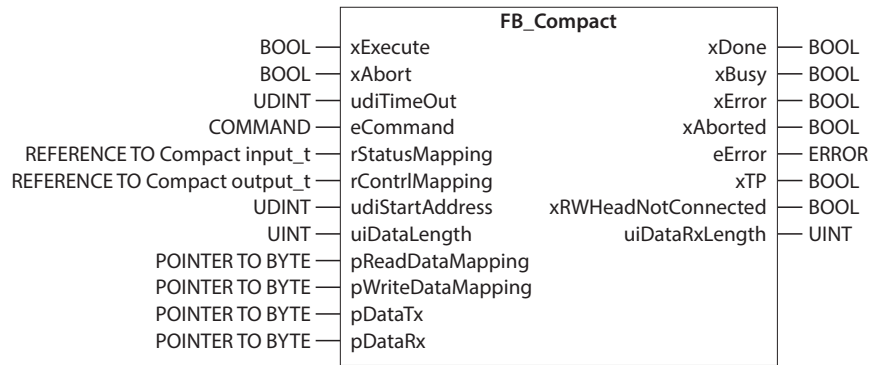 FB_Compact
BOOL xExecute xDone BOOL
BOOL xAbort xBusy BOOL
UDINT udiTimeOut xError BOOL
COMMAND eCommand xAborted BOOL
REFERENCE TO Compact input_t rStatusMapping eError ERROR
REFERENCE TO Compact output_t rContrlMapping xTP BOOL
UDINT udiStartAddress xRWHeadNotConnected BOOL
UINT uiDataLength uiDataRxLength UINT
POINTER TO BYTE pReadDataMapping
POINTER TO BYTE pWriteDataMapping
POINTER TO BYTE pDataTx
POINTER TO BYTE pDataRx